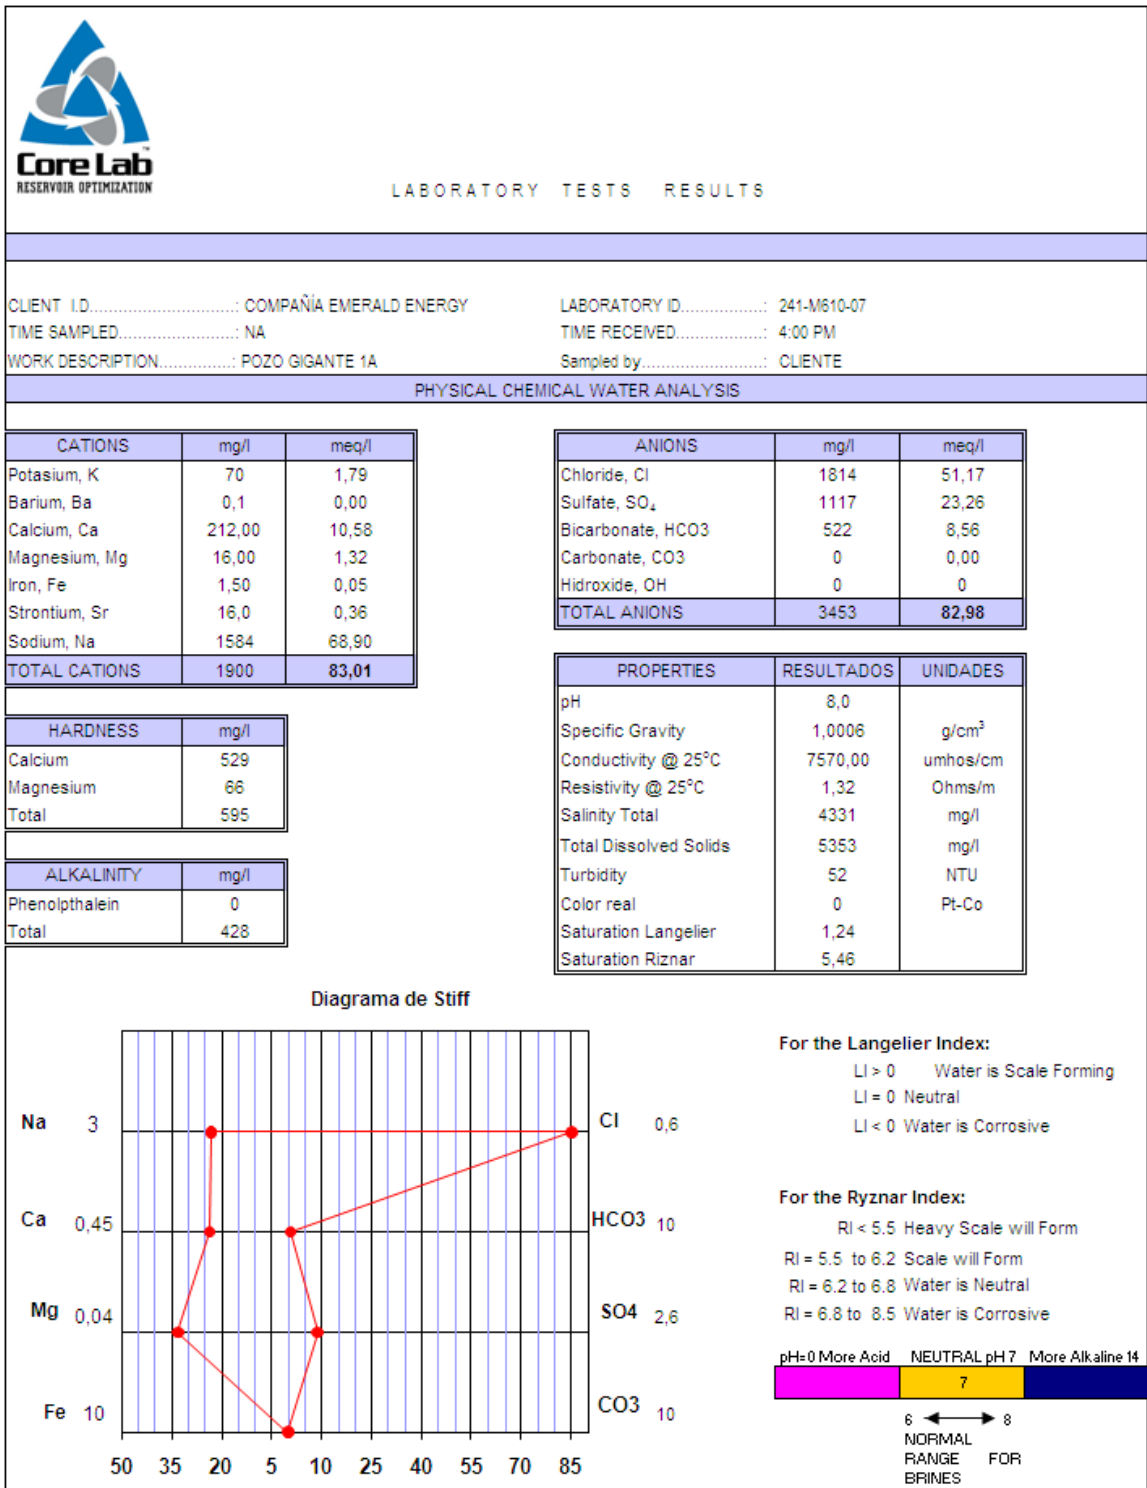 Core Lab™
RESERVOIR OPTIMIZATION
LABORATORY TESTS RESULTS
CLIENT I.D............................: COMPAÑÍA EMERALD ENERGY LABORATORY ID................: 241-M610-07
TIME SAMPLED.......................: NA TIME RECEIVED.................: 4:00 PM
WORK DESCRIPTION..............: POZO GIGANTE 1A Sampled by.......................: CLIENTE
PHYSICAL CHEMICAL WATER ANALYSIS
CATIONS mg/l meq/l
Potasium, K 70 1,79
Barium, Ba 0,1 0,00
Calcium, Ca 212,00 10,58
Magnesium, Mg 16,00 1,32
Iron, Fe 1,50 0,05
Strontium, Sr 16,0 0,36
Sodium, Na 1584 68,90
TOTAL CATIONS 1900 83,01
ANIONS mg/l meq/l
Chloride, Cl 1814 51,17
Sulfate, SO₄ 1117 23,26
Bicarbonate, HCO3 522 8,56
Carbonate, CO3 0 0,00
Hidroxide, OH 0 0
TOTAL ANIONS 3453 82,98
HARDNESS mg/l
Calcium 529
Magnesium 66
Total 595
ALKALINITY mg/l
Phenolpthalein 0
Total 428
PROPERTIES RESULTADOS UNIDADES
pH 8,0
Specific Gravity 1,0006 g/cm³
Conductivity @ 25°C 7570,00 umhos/cm
Resistivity @ 25°C 1,32 Ohms/m
Salinity Total 4331 mg/l
Total Dissolved Solids 5353 mg/l
Turbidity 52 NTU
Color real 0 Pt-Co
Saturation Langelier 1,24
Saturation Riznar 5,46
Diagrama de Stiff
Na 3 Cl 0,6
Ca 0,45 HCO3 10
Mg 0,04 SO4 2,6
Fe 10 CO3 10
50 35 20 5 10 25 40 55 70 85
For the Langelier Index:
LI > 0 Water is Scale Forming
LI = 0 Neutral
LI < 0 Water is Corrosive
For the Ryznar Index:
RI < 5.5 Heavy Scale will Form
RI = 5.5 to 6.2 Scale will Form
RI = 6.2 to 6.8 Water is Neutral
RI = 6.8 to 8.5 Water is Corrosive
pH=0 More Acid NEUTRAL pH 7 More Alkaline 14
7
6 8
NORMAL
RANGE FOR
BRINES